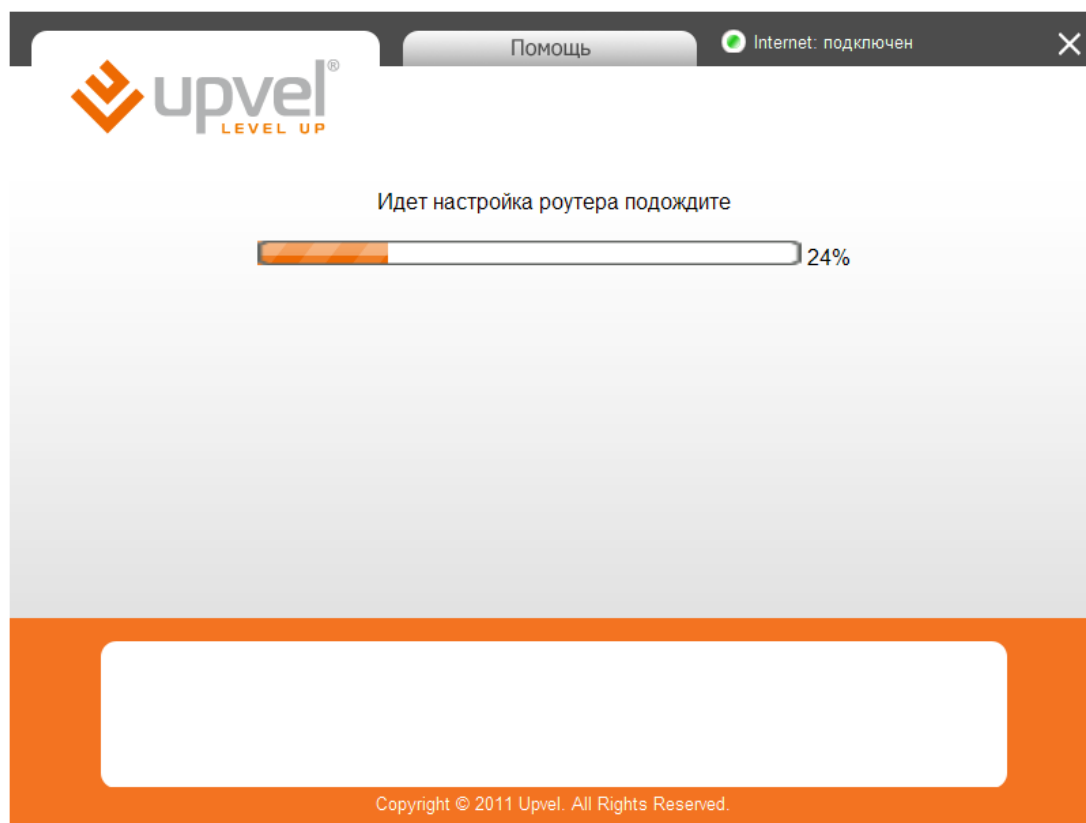 Помощь
Internet: подключен
upvel®
LEVEL UP
Идет настройка роутера подождите
24%
Copyright © 2011 Upvel. All Rights Reserved.